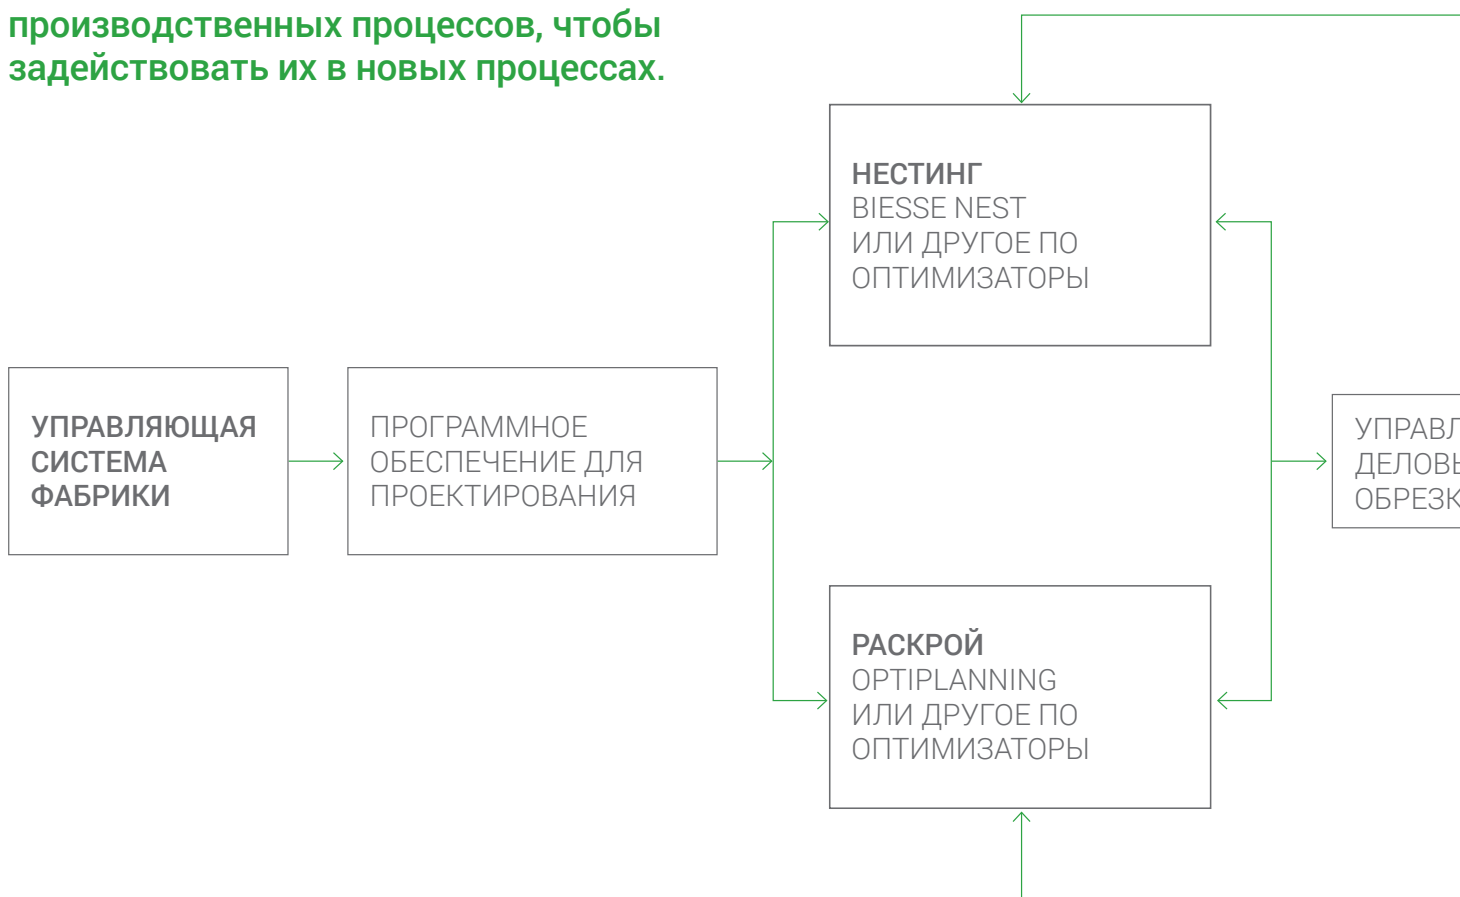 производственных процессов, чтобы
задействовать их в новых процессах.
НЕСТИНГ
BIESSE NEST
ИЛИ ДРУГОЕ ПО
ОПТИМИЗАТОРЫ
УПРАВЛЯЮЩАЯ
СИСТЕМА
ФАБРИКИ
ПРОГРАММНОЕ
ОБЕСПЕЧЕНИЕ ДЛЯ
ПРОЕКТИРОВАНИЯ
РАСКРОЙ
OPTIPLANNING
ИЛИ ДРУГОЕ ПО
ОПТИМИЗАТОРЫ